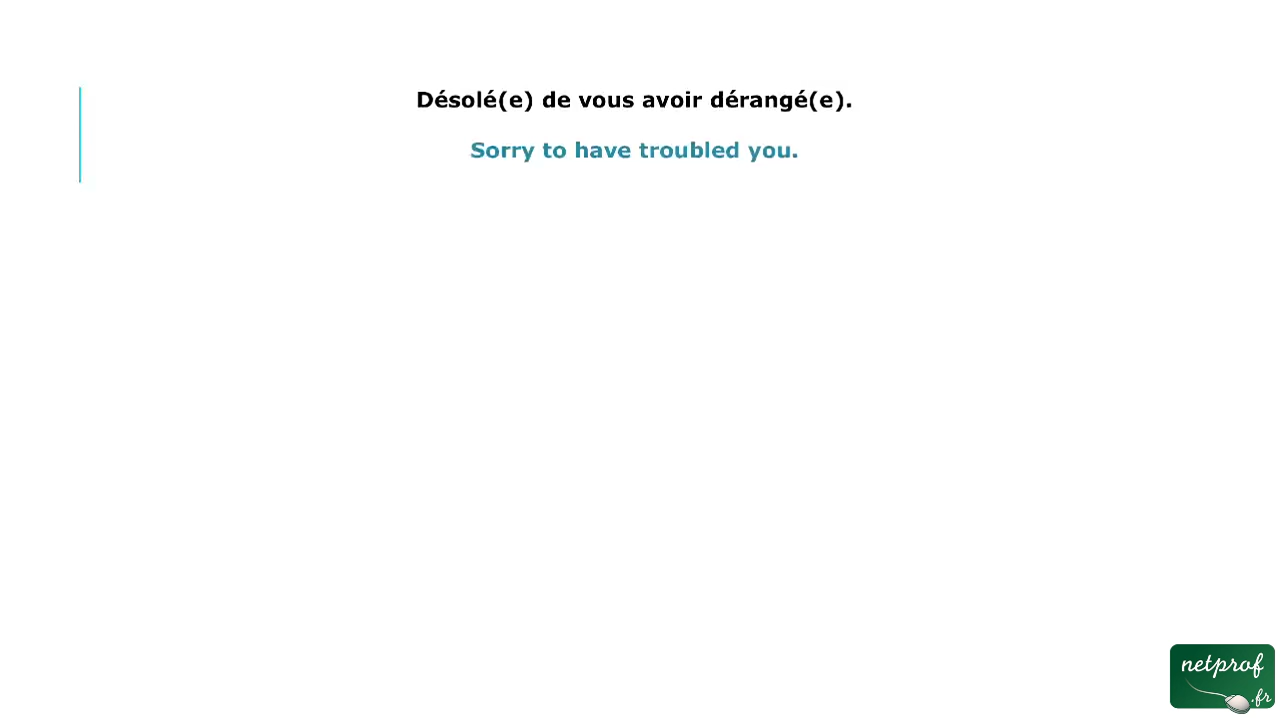 Désolé(e) de vous avoir dérangé(e).
Sorry to have troubled you.
netprof
.fr